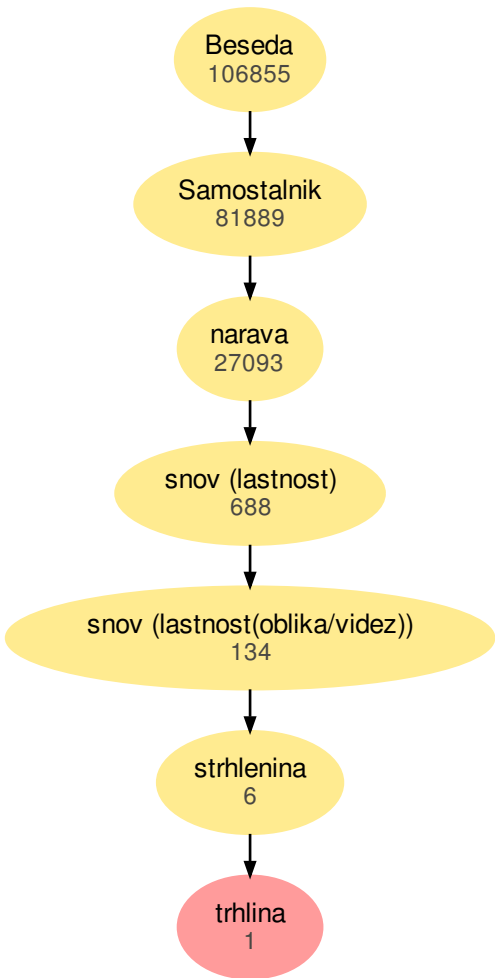 Beseda
106855
Samostalnik
81889
narava
27093
snov (lastnost)
688
snov (lastnost(oblika/videz))
134
strhlenina
6
trhlina
1